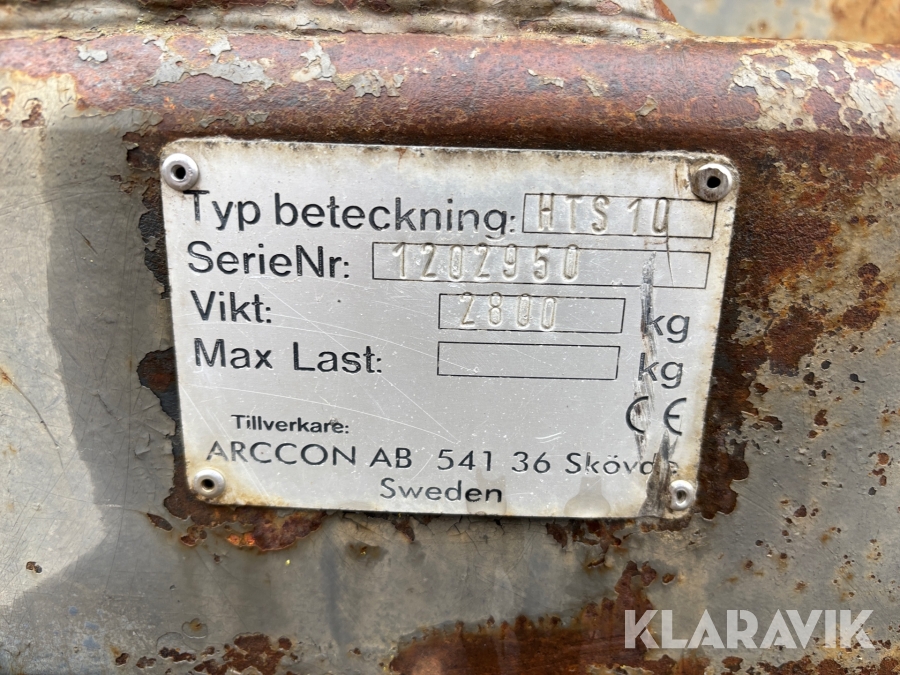 Typ beteckning: HTS 10
SerieNr: 1202950
Vikt: 2800 kg
Max Last: kg
CE
Tillverkare:
ARCCON AB 541 36 Skövde
Sweden
KLARAVIK